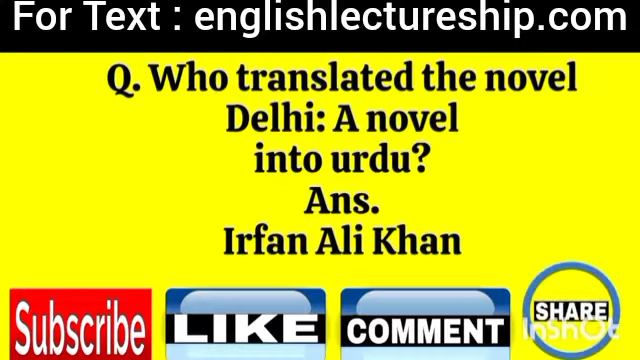 For Text : englishlectureship.com
Q. Who translated the novel
Delhi: A novel
into urdu?
Ans.
Irfan Ali Khan
Subscribe
LIKE
COMMENT
SHARE
InShOt